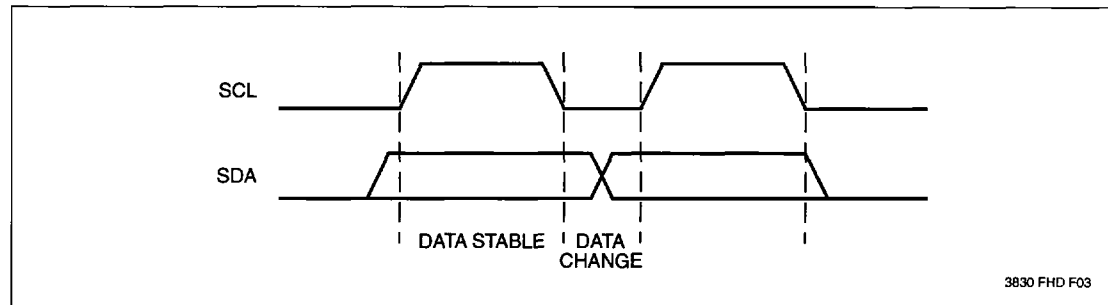 SCL
SDA
DATA STABLE
DATA
CHANGE
3830 FHD F03